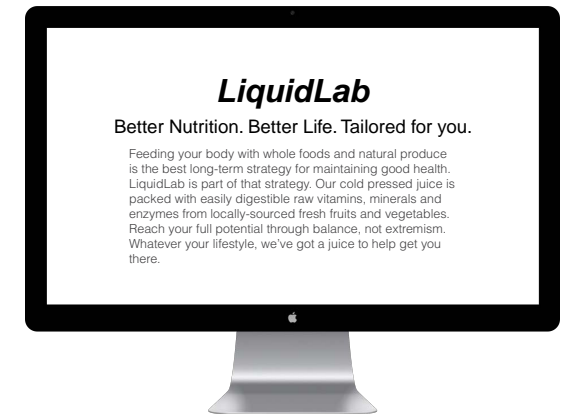 LiquidLab
Better Nutrition. Better Life. Tailored for you.
Feeding your body with whole foods and natural produce
is the best long-term strategy for maintaining good health.
LiquidLab is part of that strategy. Our cold pressed juice is
packed with easily digestible raw vitamins, minerals and
enzymes from locally-sourced fresh fruits and vegetables.
Reach your full potential through balance, not extremism.
Whatever your lifestyle, we've got a juice to help get you
there.